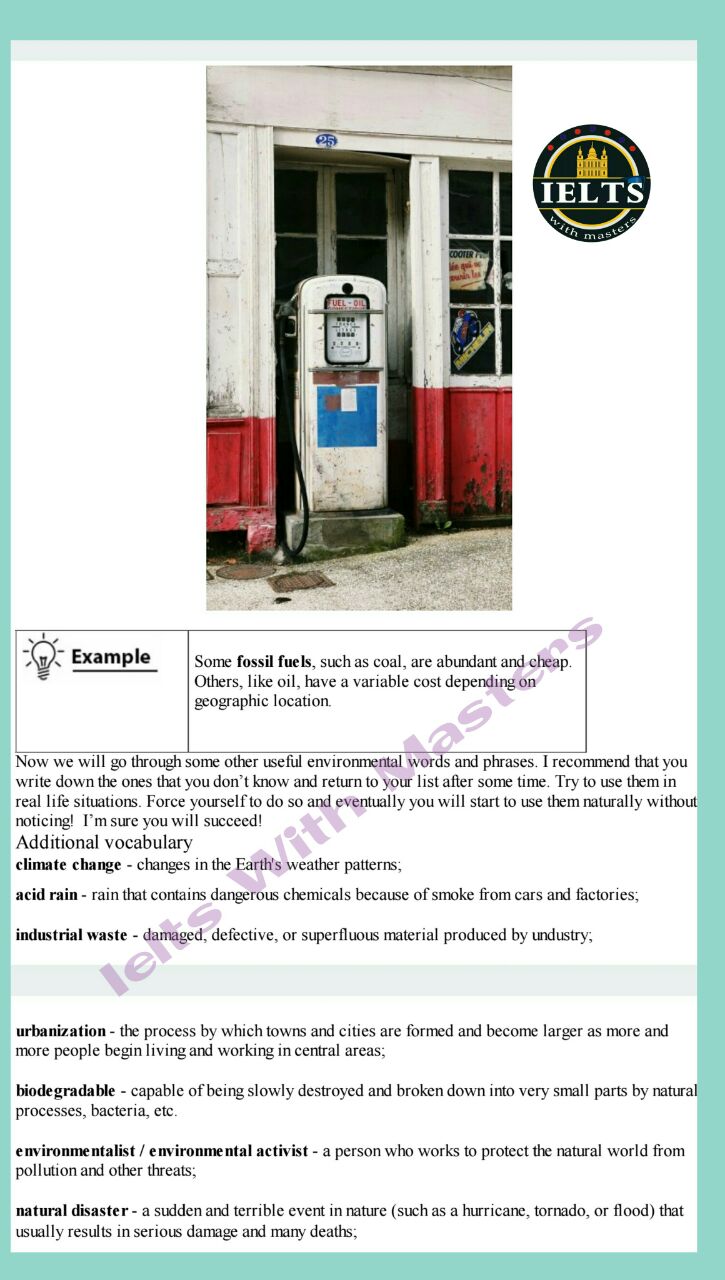 25
IELTS
with masters
COOTER
FUEL-OIL
MICHELIN
Example
Some fossil fuels, such as coal, are abundant and cheap.
Others, like oil, have a variable cost depending on
geographic location.
Now we will go through some other useful environmental words and phrases. I recommend that you
write down the ones that you don’t know and return to your list after some time. Try to use them in
real life situations. Force yourself to do so and eventually you will start to use them naturally without
noticing! I’m sure you will succeed!
Additional vocabulary
climate change - changes in the Earth's weather patterns;
acid rain - rain that contains dangerous chemicals because of smoke from cars and factories;
industrial waste - damaged, defective, or superfluous material produced by undustry;
urbanization - the process by which towns and cities are formed and become larger as more and
more people begin living and working in central areas;
biodegradable - capable of being slowly destroyed and broken down into very small parts by natural
processes, bacteria, etc.
environmentalist / environmental activist - a person who works to protect the natural world from
pollution and other threats;
natural disaster - a sudden and terrible event in nature (such as a hurricane, tornado, or flood) that
usually results in serious damage and many deaths;
Ielts With Masters